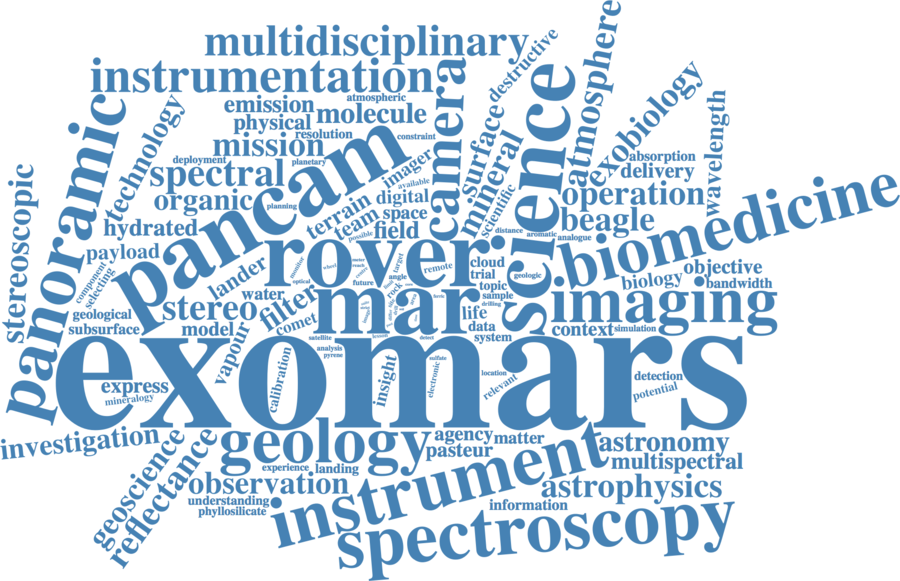 multidisciplinary
instrumentation
destructive
atmosphere
camera
science
exobiology
wavelength
panoramic
technology
emission
atmospheric
molecule
physical
resolution
constraint
mission
surface
mineral
absorption
deployment
planetary
imager
delivery
spectral
available
scientific
operation
stereoscopic
pancam
organic
planning
terrain
digital
team
space
beagle
biomedicine
hydrated
possible
field
distance
aromatic
analogue
payload
rover
lander
monitor
wheel
target
remote
cloud
trial
geologic
biology
objective
bandwidth
component
selecting
water
optical
future
angle
rock
topic
sample
drilling
imaging
geological
stereo
filter
mar
life
subsurface
model
comet
data
system
context
simulation
vapour
satellite
detect
exomars
analysis
pyrene
sulfate
express
mineralogy
calibration
insight
electronic
location
relevant
detection
potential
investigation
geology
agency
matter
pasteur
instrument
astronomy
multispectral
geoscience
reflectance
experience
landing
observation
astrophysics
understanding
phyllosilicate
information
spectroscopy